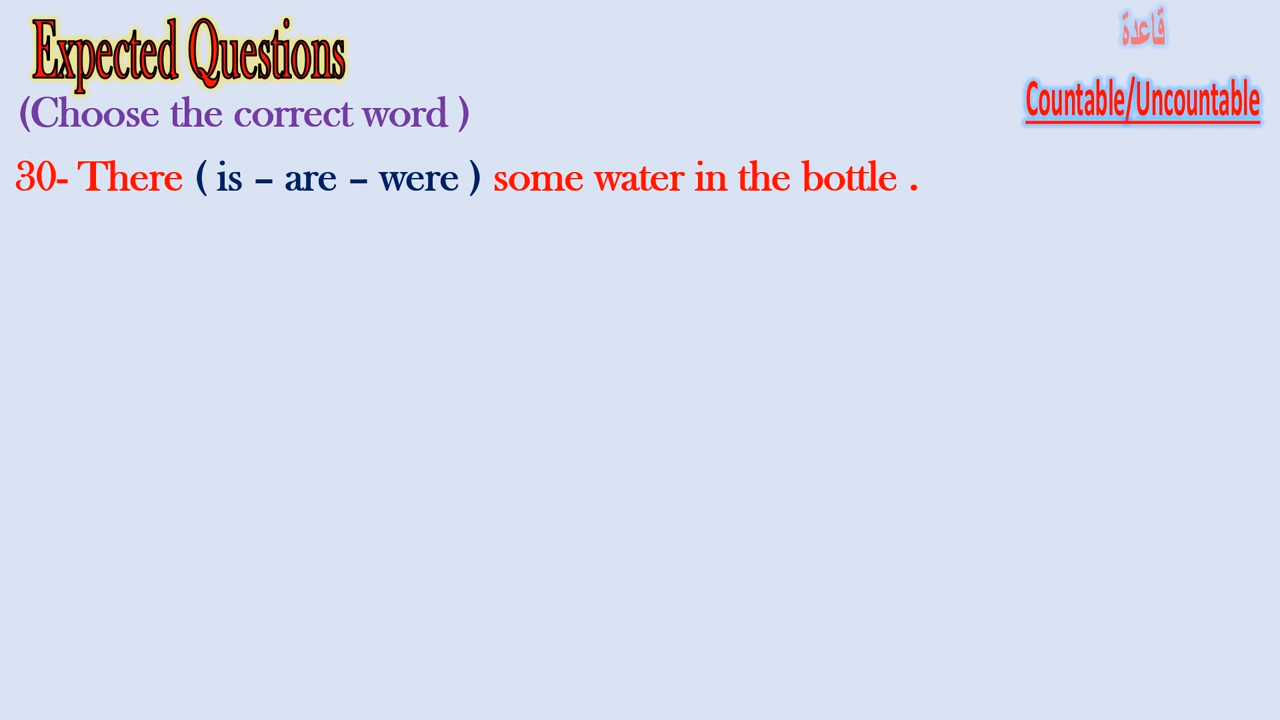 Expected Questions
قاعدة
Countable/Uncountable
(Choose the correct word )
30- There ( is – are – were ) some water in the bottle .